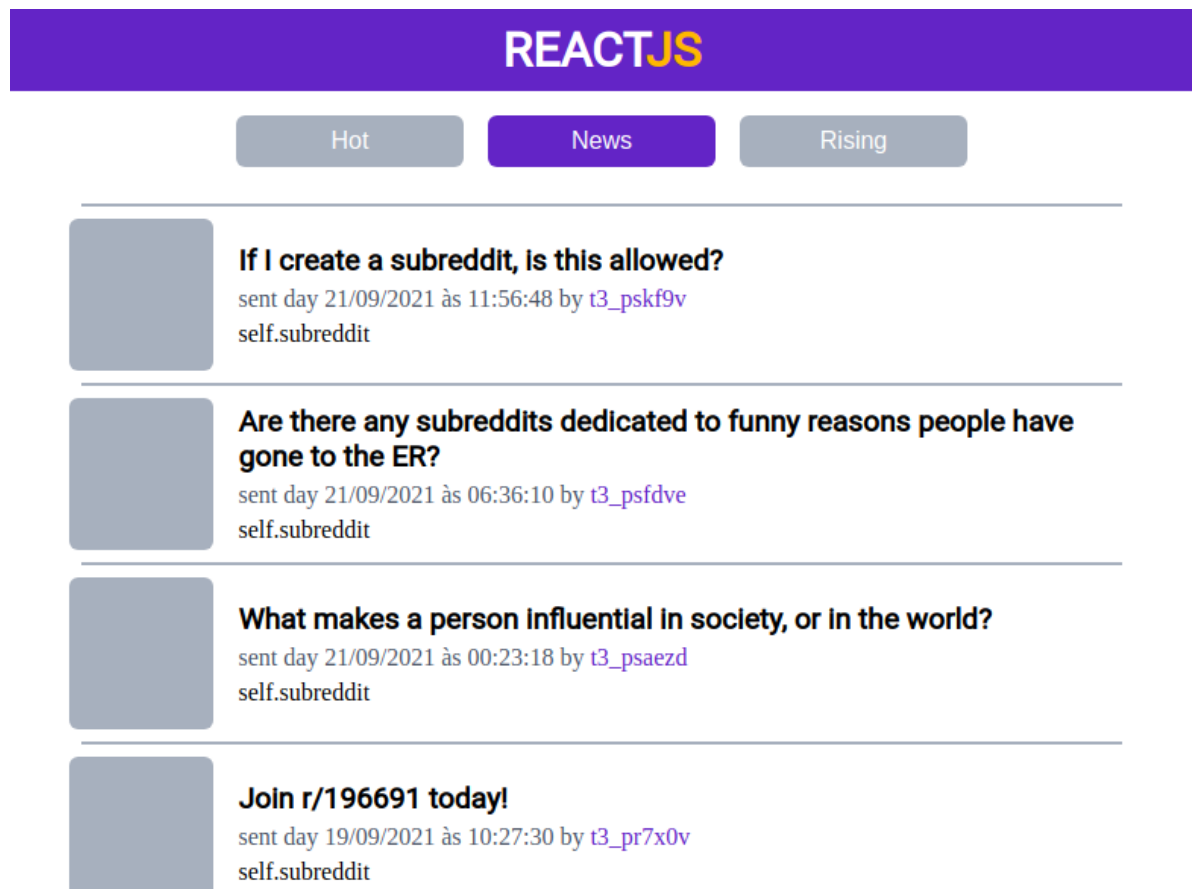 REACTJS
Hot
News
Rising
If I create a subreddit, is this allowed?
sent day 21/09/2021 às 11:56:48 by t3_pskf9v
self.subreddit
Are there any subreddits dedicated to funny reasons people have
gone to the ER?
sent day 21/09/2021 às 06:36:10 by t3_psfdve
self.subreddit
What makes a person influential in society, or in the world?
sent day 21/09/2021 às 00:23:18 by t3_psaezd
self.subreddit
Join r/196691 today!
sent day 19/09/2021 às 10:27:30 by t3_pr7x0v
self.subreddit